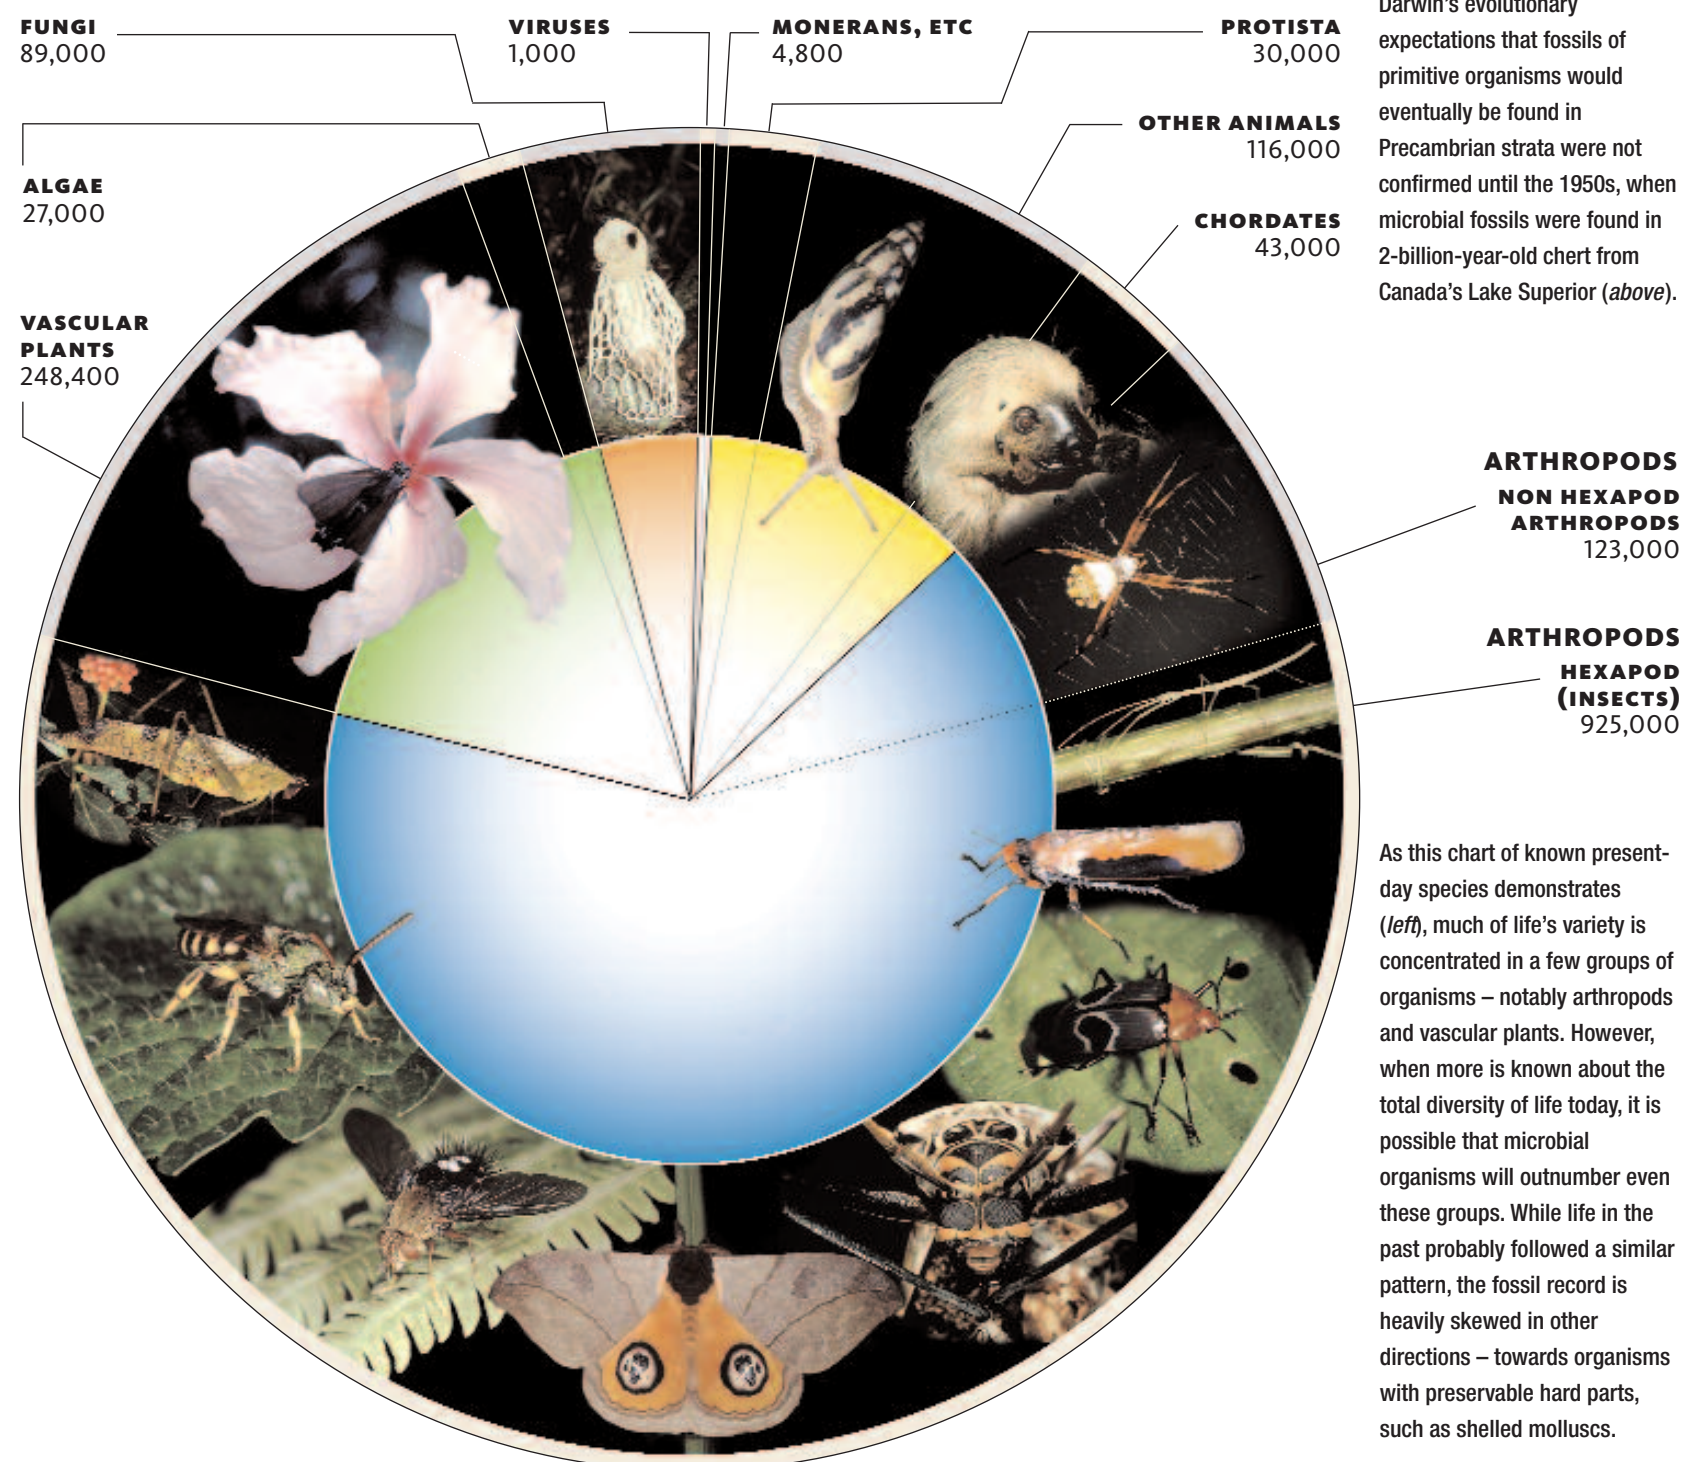 FUNGI
89,000
VIRUSES
1,000
MONERANS, ETC
4,800
PROTISTA
30,000
OTHER ANIMALS
116,000
CHORDATES
43,000
ALGAE
27,000
VASCULAR
PLANTS
248,400
ARTHROPODS
NON HEXAPOD
ARTHROPODS
123,000
ARTHROPODS
HEXAPOD
(INSECTS)
925,000
Darwin's evolutionary
expectations that fossils of
primitive organisms would
eventually be found in
Precambrian strata were not
confirmed until the 1950s, when
microbial fossils were found in
2-billion-year-old chert from
Canada's Lake Superior (above).
As this chart of known present-
day species demonstrates
(left), much of life's variety is
concentrated in a few groups of
organisms – notably arthropods
and vascular plants. However,
when more is known about the
total diversity of life today, it is
possible that microbial
organisms will outnumber even
these groups. While life in the
past probably followed a similar
pattern, the fossil record is
heavily skewed in other
directions – towards organisms
with preservable hard parts,
such as shelled molluscs.